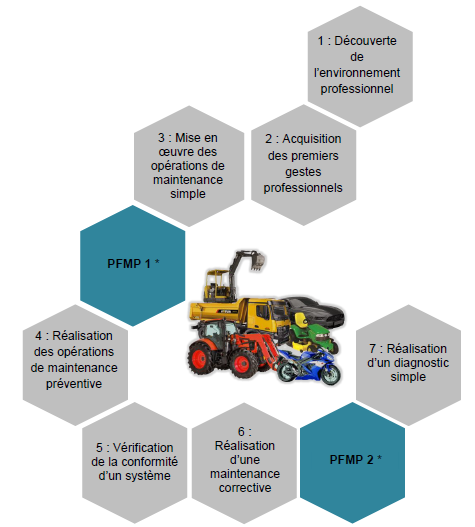 1 : Découverte
de
l'environnement
professionnel
2 : Acquisition
des premiers
gestes
professionnels
3 : Mise en
œuvre des
opérations de
maintenance
simple
PFMP 1 *
4 : Réalisation
des opérations
de maintenance
préventive
5 : Vérification
de la conformité
d'un système
6 :
Réalisation
d'une
maintenance
corrective
PFMP 2 *
7 : Réalisation
d'un diagnostic
simple